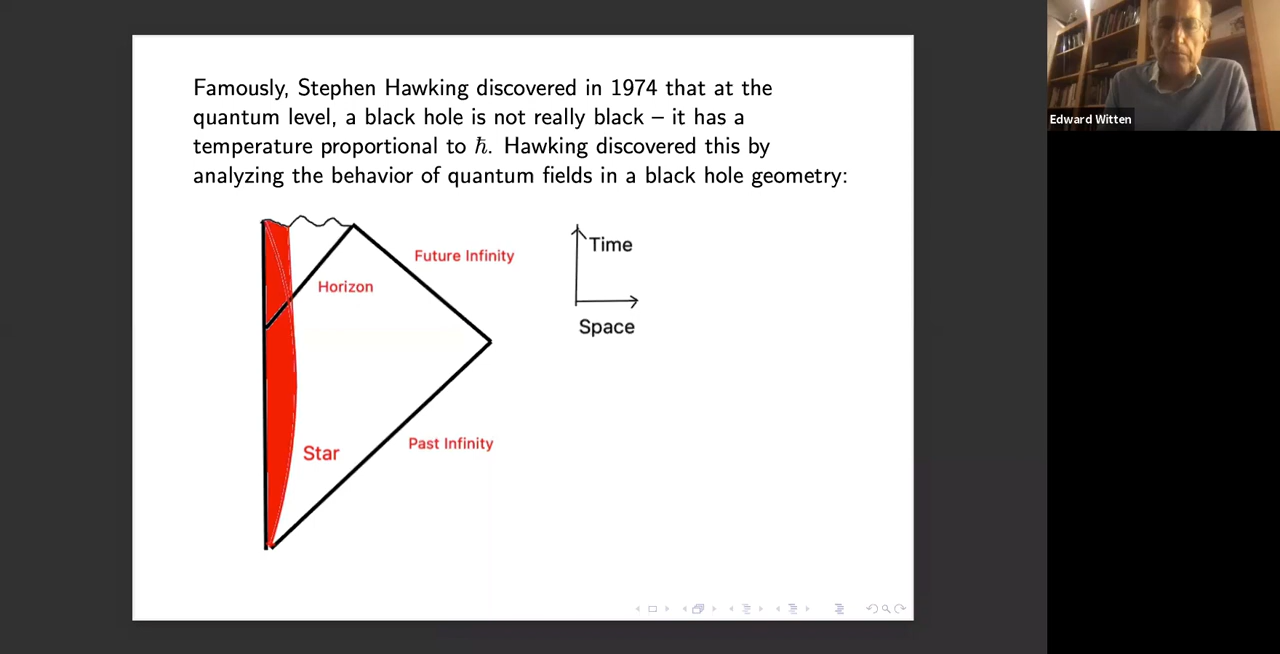 Famously, Stephen Hawking discovered in 1974 that at the
quantum level, a black hole is not really black – it has a
temperature proportional to ℏ. Hawking discovered this by
analyzing the behavior of quantum fields in a black hole geometry:
Future Infinity
Horizon
Star
Past Infinity
Time
Space
Edward Witten